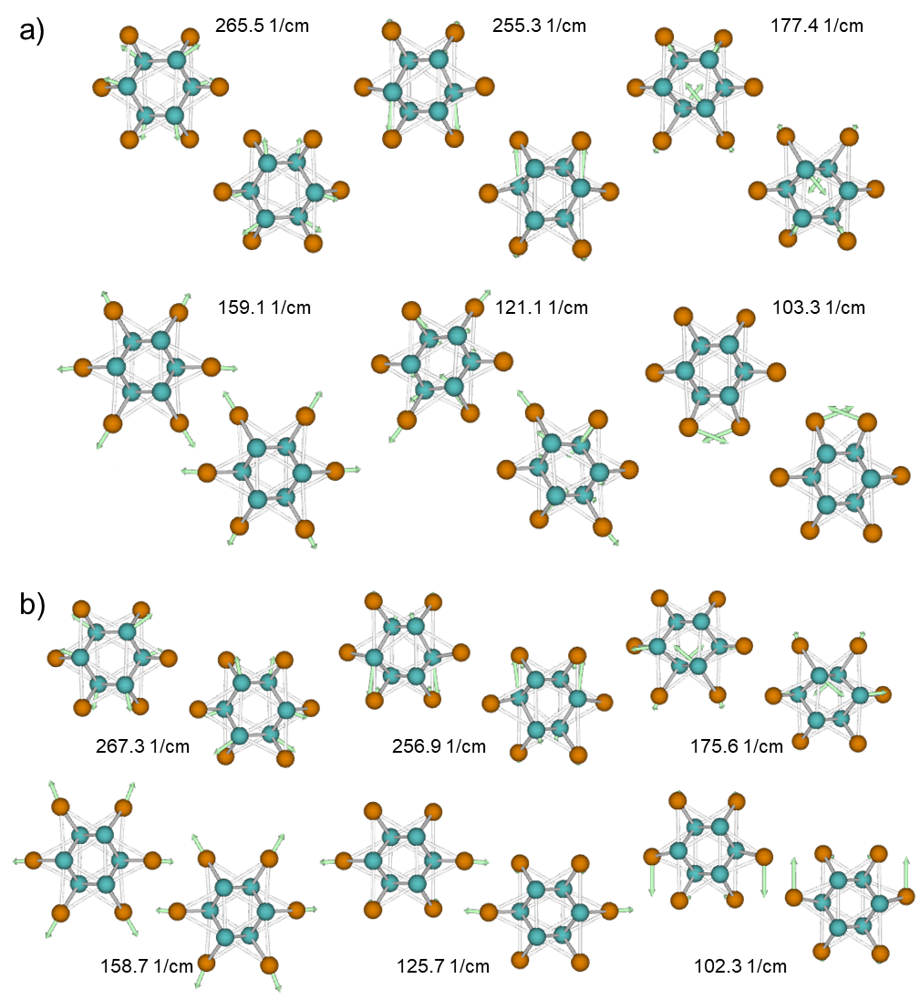 a)
265.5 1/cm
255.3 1/cm
177.4 1/cm
159.1 1/cm
121.1 1/cm
103.3 1/cm
b)
267.3 1/cm
256.9 1/cm
175.6 1/cm
158.7 1/cm
125.7 1/cm
102.3 1/cm